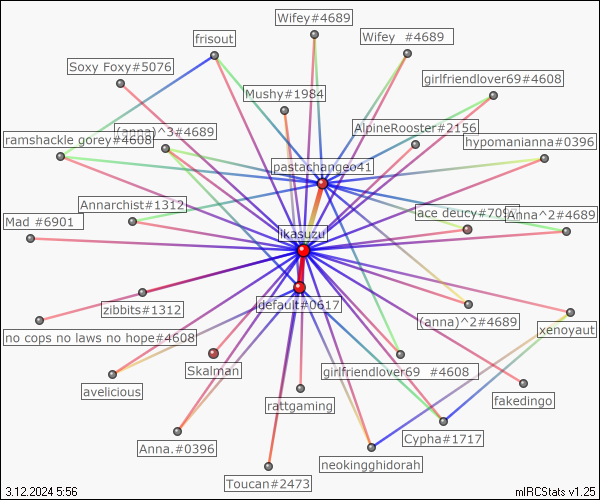 Wifey#4689
Wifey  #4689
frisout
Soxy Foxy#5076
girlfriendlover69#4608
Mushy#1984
AlpineRooster#2156
ramshackle gorey#4608
(anna)^3#4689
hypomanianna#0396
pastachangeo41
Annarchist#1312
ace deucy#
Anna^2#4689
Mad #6901
ikasuzu
default#0617
zibbits#1312
(anna)^2#4689
xenoyaut
no cops no laws no hope#4608
Skalman
girlfriendlover69  #4608
avelicious
rattgaming
fakedingo
Anna.#0396
Cypha#1717
neokingghidorah
Toucan#2473
3.12.2024 5:56
mIRCStats v1.25